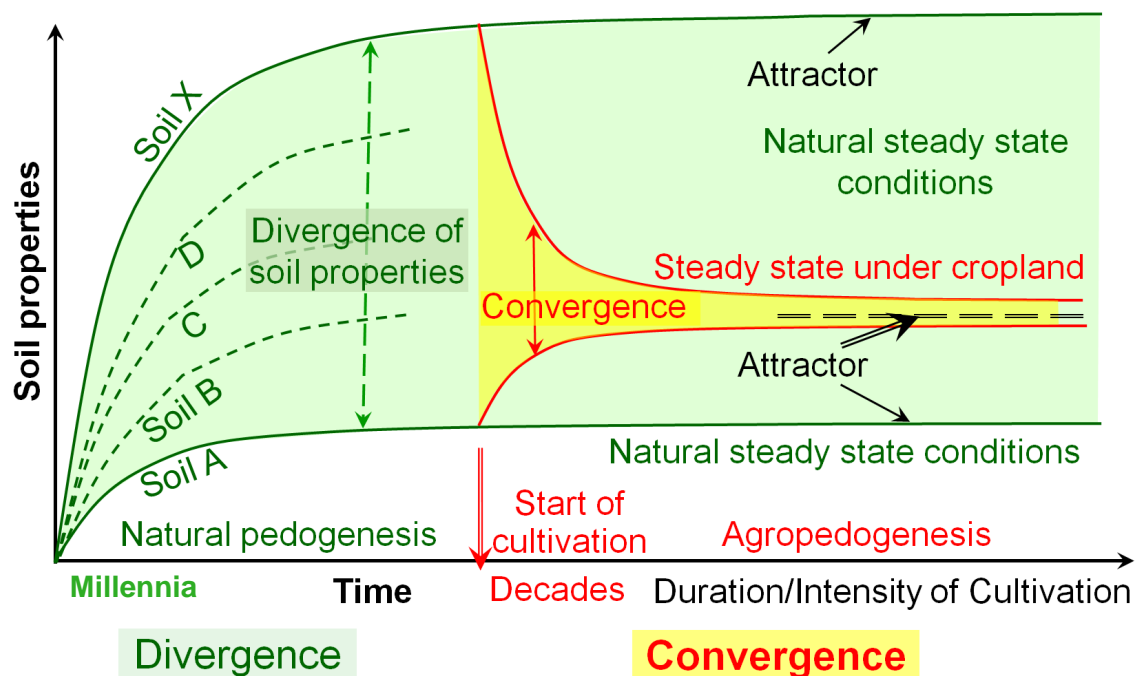 Soil properties
Soil X
D
C
Soil B
Soil A
Divergence of
soil properties
Attractor
Natural steady state
conditions
Steady state under cropland
Convergence
Attractor
Natural steady state conditions
Natural pedogenesis
Start of
cultivation
Agropedogenesis
Millennia
Time
Decades
Duration/Intensity of Cultivation
Divergence
Convergence